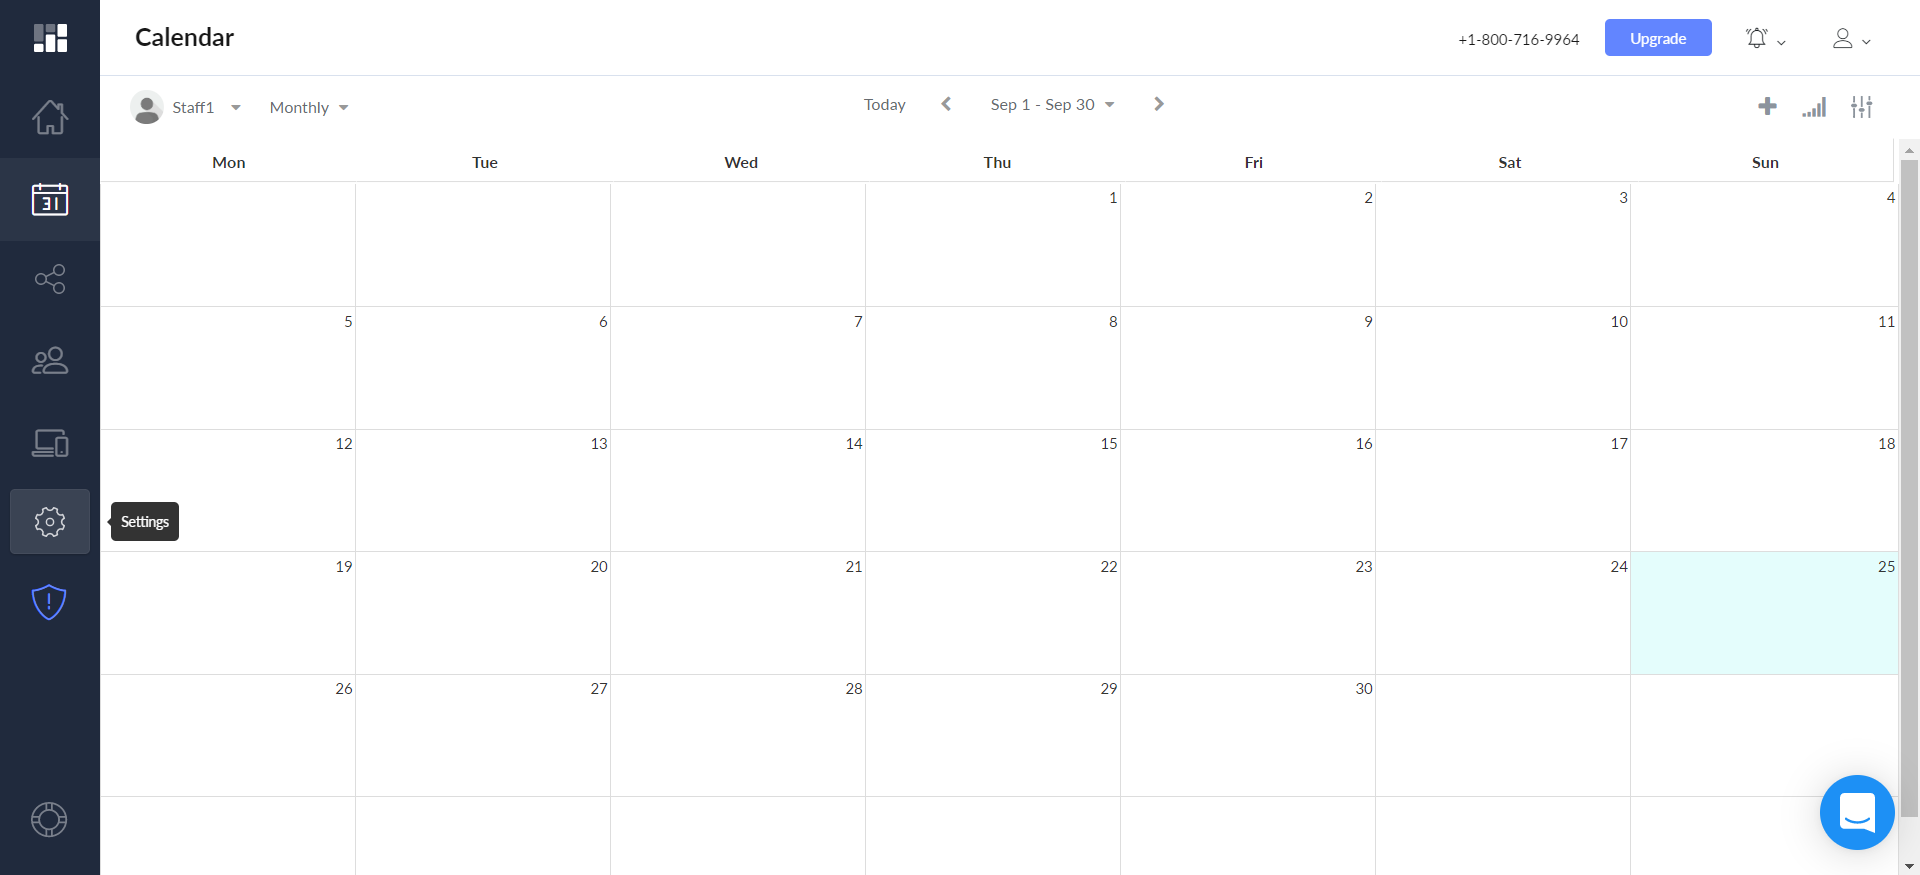 Calendar
+1-800-716-9964
Upgrade
Staff1
Monthly
Today
Sep 1 - Sep 30
Mon Tue Wed Thu Fri Sat Sun
1 2 3 4
5 6 7 8 9 10 11
12 13 14 15 16 17 18
31
Settings
19 20 21 22 23 24 25
26 27 28 29 30